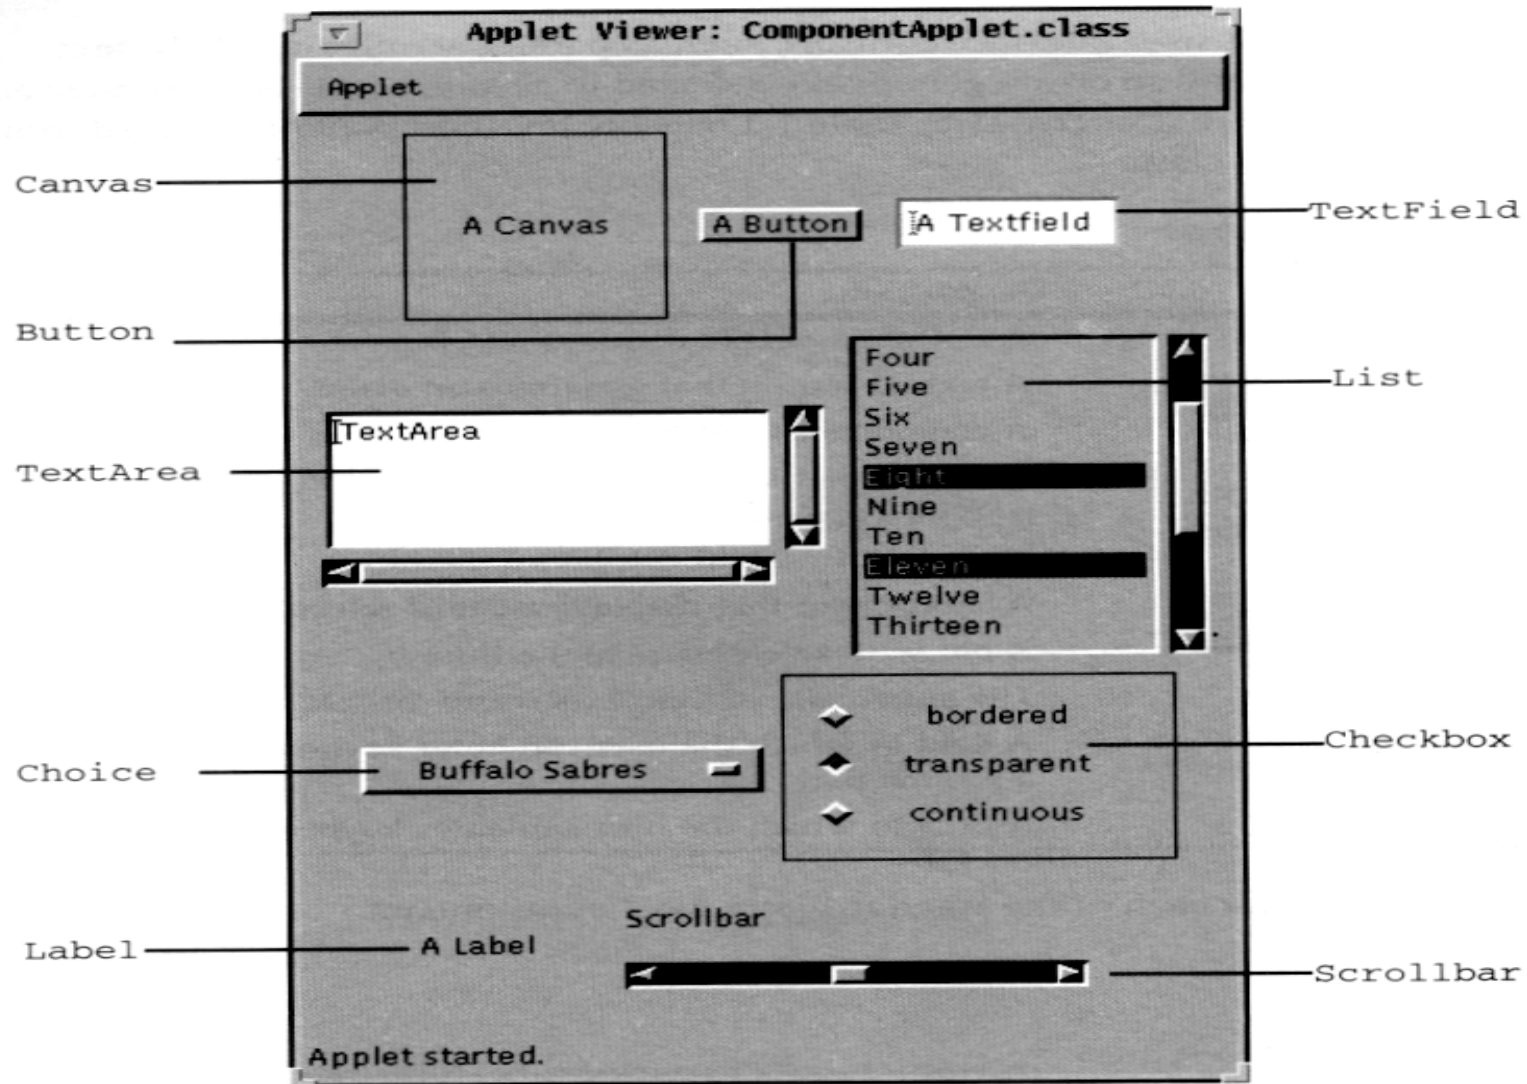 Applet Viewer: ComponentApplet.class
Applet
Canvas
A Canvas
A Button
A Textfield
TextField
Button
Four
Five
Six
Seven
Eight
Nine
Ten
Eleven
Twelve
Thirteen
List
TextArea
TextArea
bordered
transparent
continuous
Checkbox
Choice
Buffalo Sabres
Scrollbar
Label
A Label
Scrollbar
Applet started.